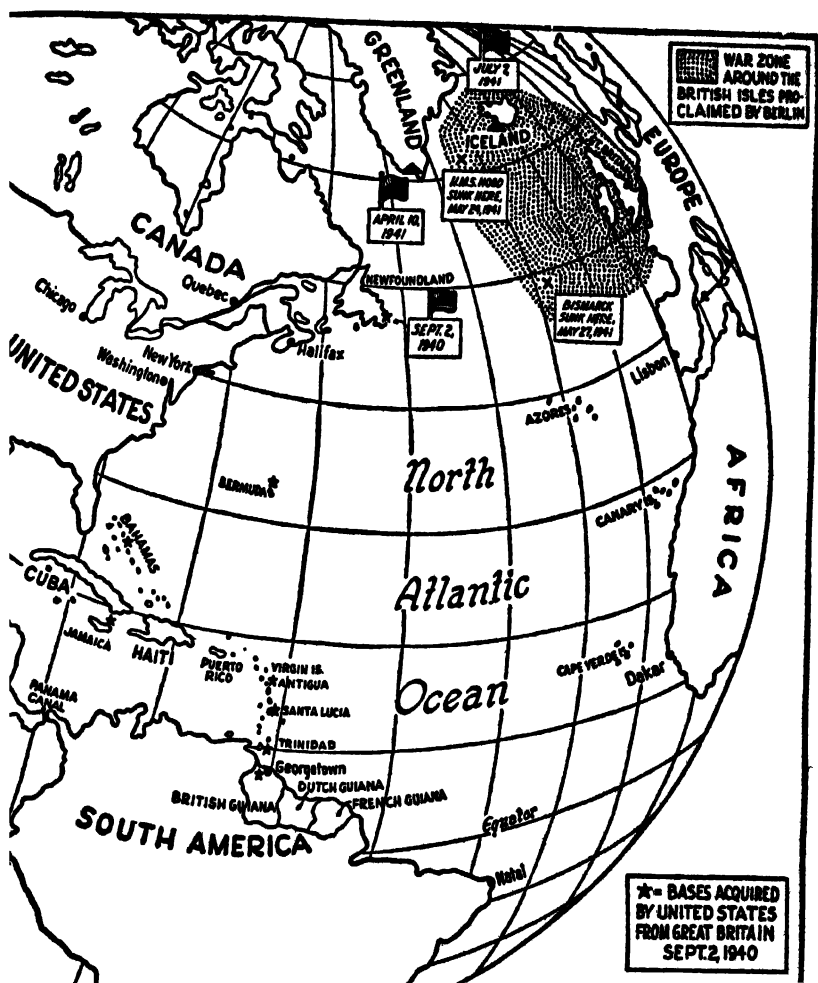 GREENLAND
JULY 2
1941
WAR ZONE
AROUND THE
BRITISH ISLES PRO-
CLAIMED BY BERLIN
ICELAND
EUROPE
H.M.S. HOOD
SUNK HERE,
MAY 24, 1941
APRIL 10,
1941
CANADA
Quebec
NEWFOUNDLAND
Chicago
BISMARCK
SUNK HERE,
MAY 27, 1941
SEPT. 2,
1940
Halifax
New York
Washington
UNITED STATES
Lisbon
AZORES
North
BERMUDA
CANARY IS.
AFRICA
BAHAMAS
Atlantic
CUBA
JAMAICA
HAITI
PUERTO
RICO
VIRGIN IS.
ANTIGUA
CAPE VERDE IS.
Dakar
Ocean
SANTA LUCIA
PANAMA
CANAL
TRINIDAD
Georgetown
DUTCH GUIANA
BRITISH GUIANA
FRENCH GUIANA
SOUTH AMERICA
Equator
Natal
★= BASES ACQUIRED
BY UNITED STATES
FROM GREAT BRITAIN
SEPT. 2, 1940